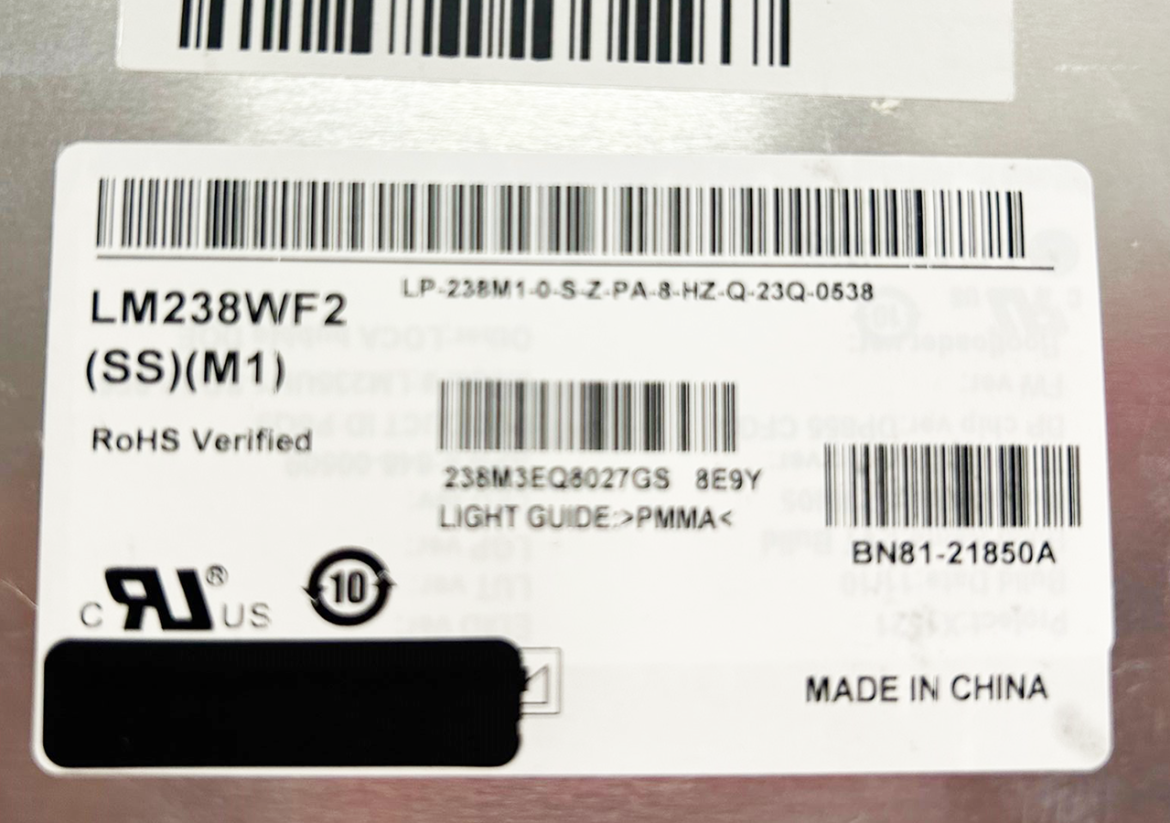 LP-238M1-0-S-Z-PA-8-HZ-Q-23Q-0538
LM238WF2
(SS)(M1)
RoHS Verified
238M3EQ8027GS 8E9Y
LIGHT GUIDE:>PMMA<
BN81-21850A
C RU® US
10
MADE IN CHINA